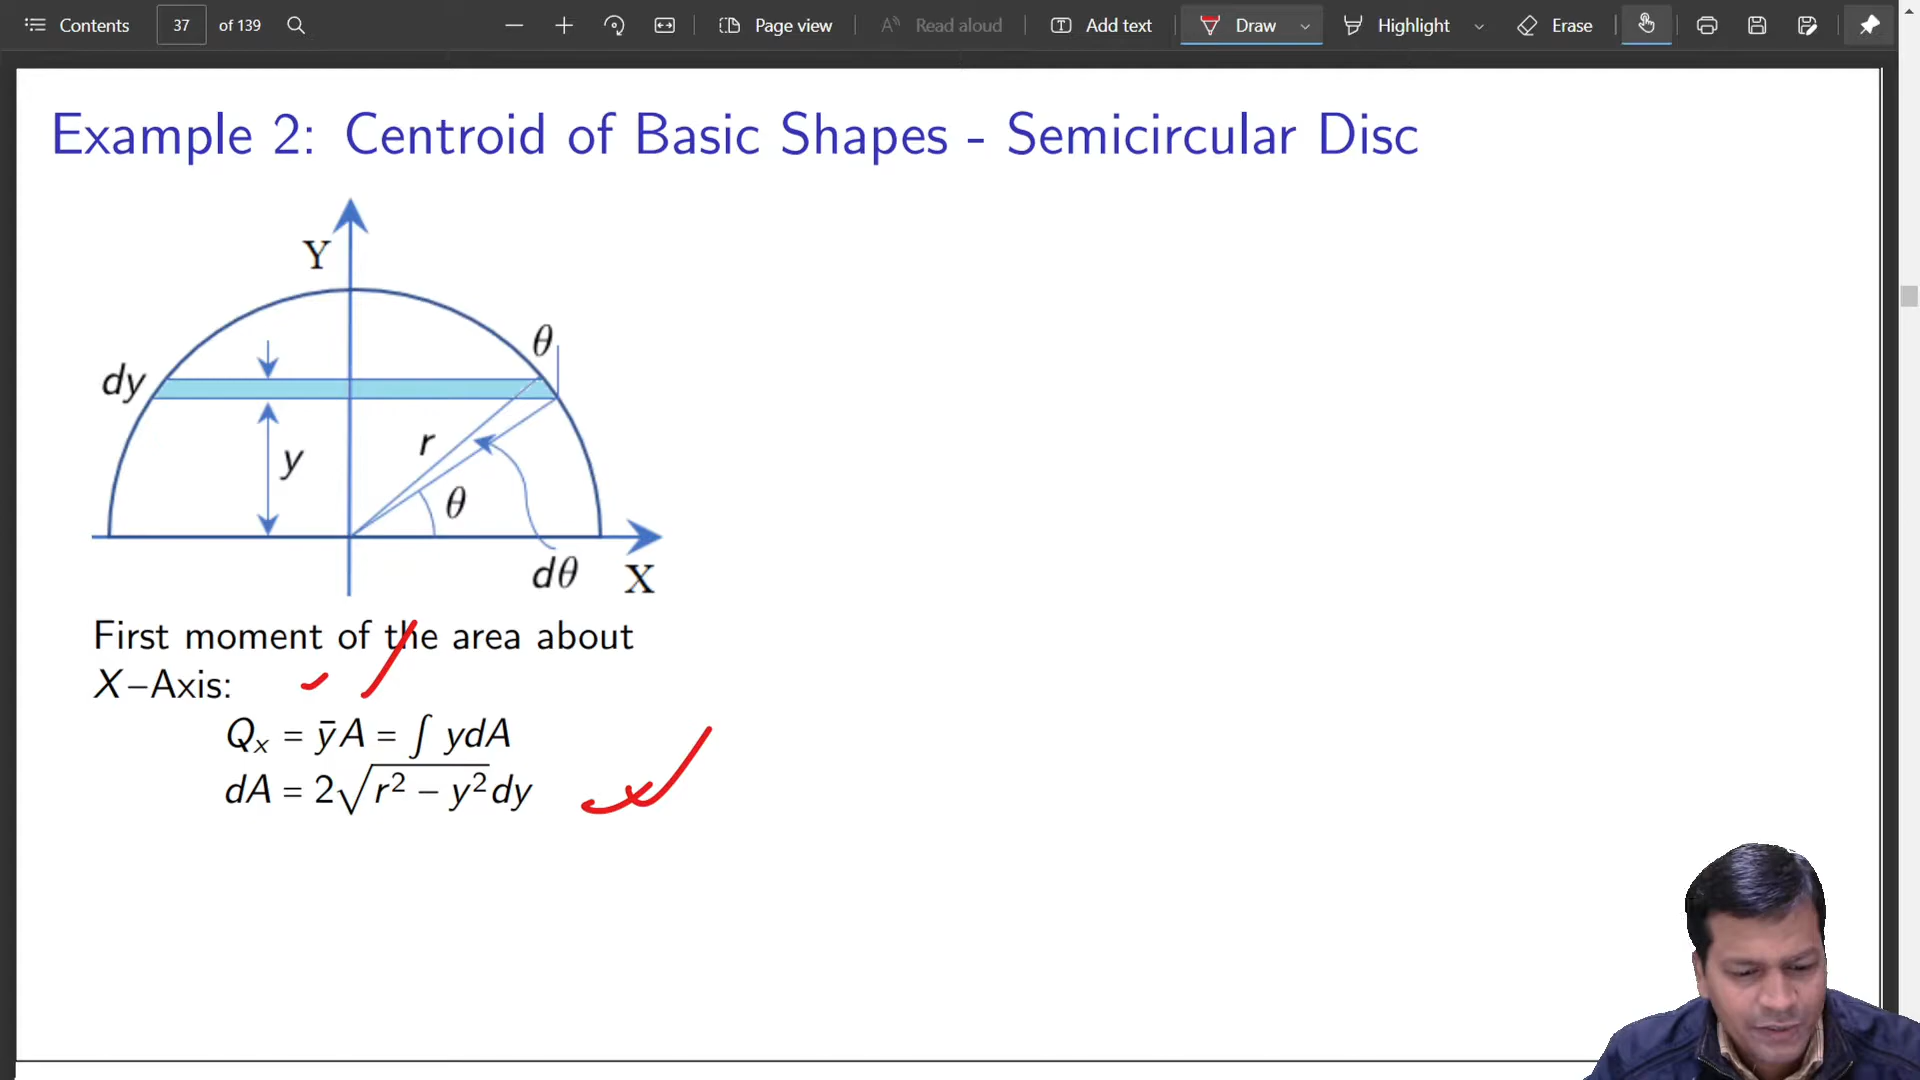 Contents 37 of 139 Page view Read aloud Add text Draw Highlight Erase
Example 2: Centroid of Basic Shapes - Semicircular Disc
Y
θ
dy
r
y
θ
dθ
X
First moment of the area about
X–Axis:
Qₓ = ȳA = ∫ ydA
dA = 2√(r² − y²)dy